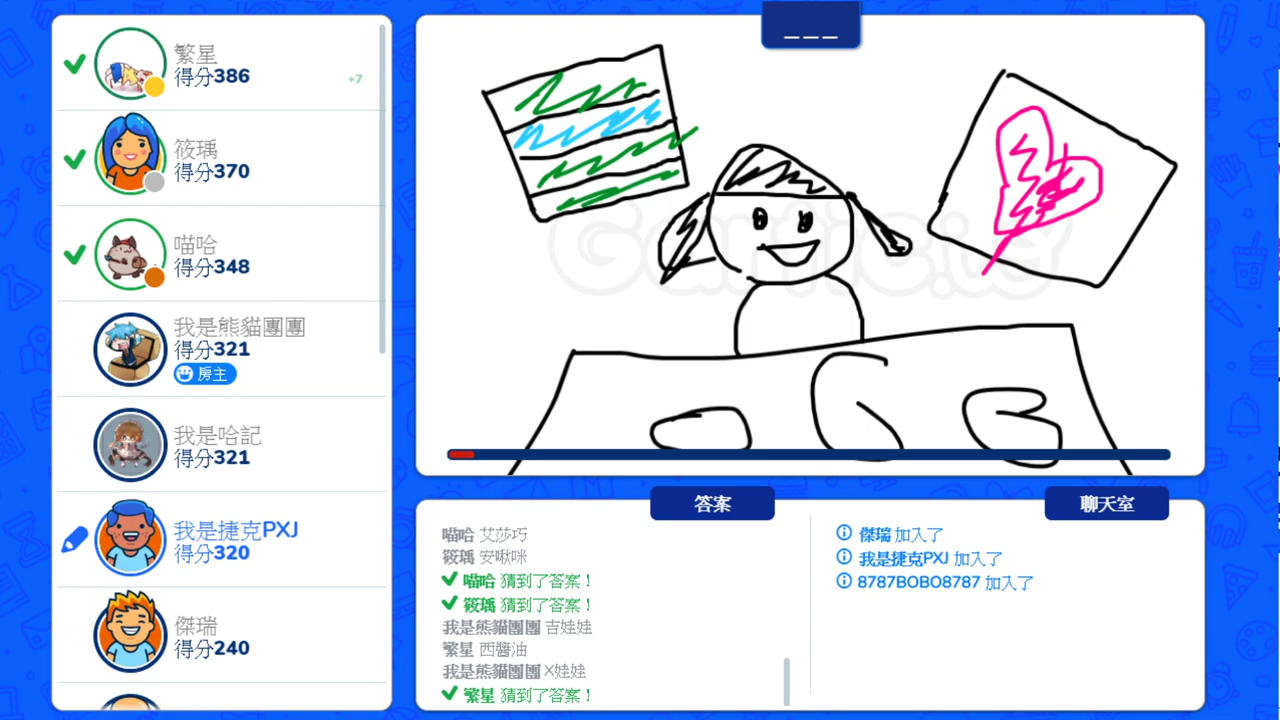 繁星
得分386
+7
筱瑀
得分370
喵哈
得分348
我是熊貓團團
得分321
房主
我是哈記
得分321
我是捷克PXJ
得分320
傑瑞
得分240
_ _ _
Gartic.io
答案
喵哈 艾莎巧
筱瑀 安啾咪
喵哈 猜到了答案！
筱瑀 猜到了答案！
我是熊貓團團 吉娃娃
繁星 西醬油
我是熊貓團團 X娃娃
繁星 猜到了答案！
聊天室
傑瑞 加入了
我是捷克PXJ 加入了
8787BOBO8787 加入了